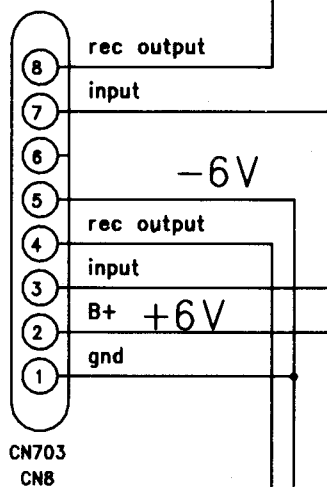 8 rec output
7 input
6
5 -6V
4 rec output
3 input
2 B+ +6V
1 gnd
CN703
CN8